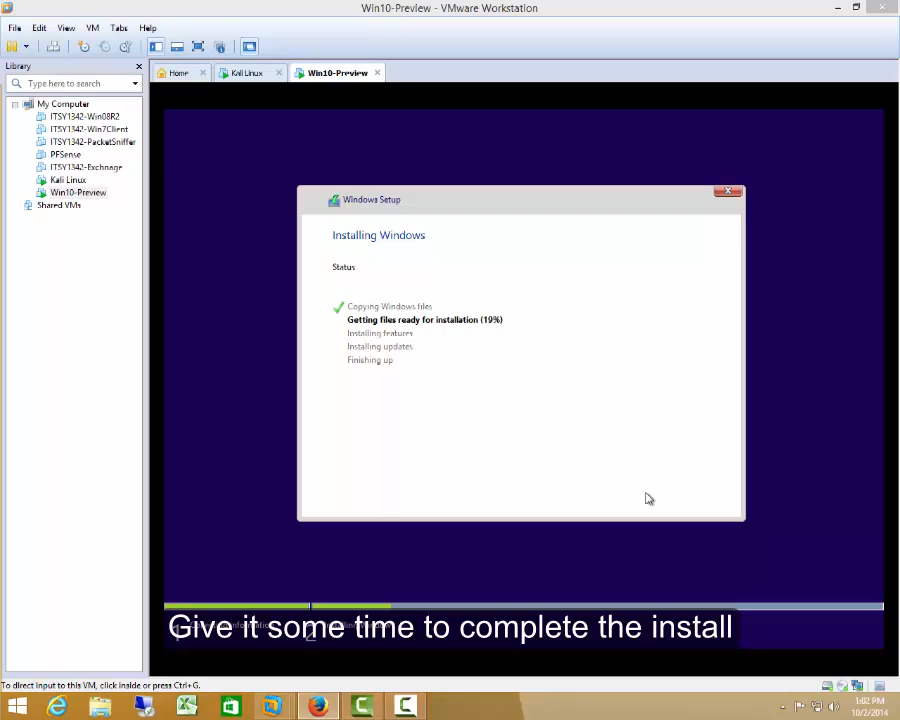 Win10-Preview - VMware Workstation
File Edit View VM Tabs Help
Library
Type here to search
My Computer
ITSY1342-Win08R2
ITSY1342-Win7Client
ITSY1342-PacketSniffer
PFSense
ITSY1342-Exchnage
Kali Linux
Win10-Preview
Shared VMs
Home Kali Linux Win10-Preview
Windows Setup
Installing Windows
Status
Copying Windows files
Getting files ready for installation (19%)
Installing features
Installing updates
Finishing up
Give it some time to complete the install
To direct input to this VM, click inside or press Ctrl+G.
1:02 PM
10/2/2014